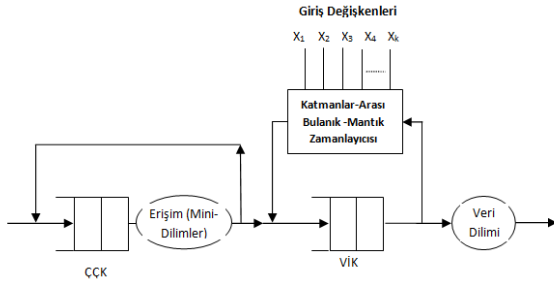 Giriş Değişkenleri
X1 X2 X3 X4 ........ Xk
Katmanlar-Arası
Bulanık -Mantık
Zamanlayıcısı
Erişim (Mini-
Dilimler)
Veri
Dilimi
ÇÇK
VİK